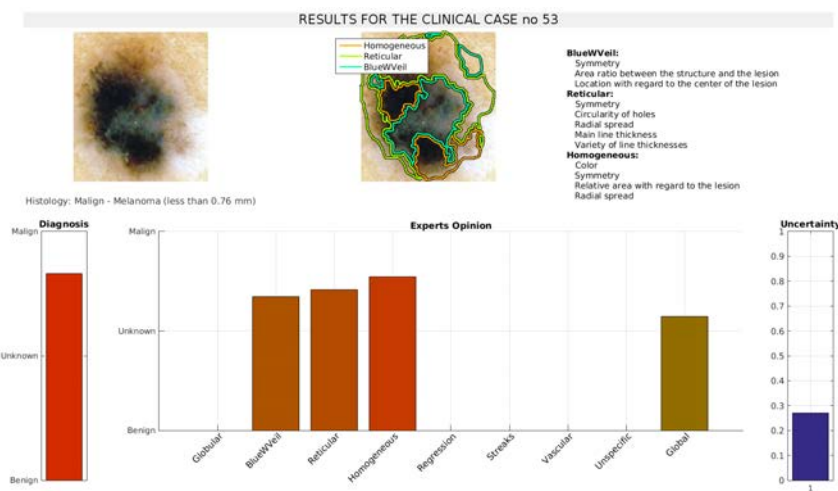 RESULTS FOR THE CLINICAL CASE no 53
Homogeneous
Reticular
BlueWVeil
BlueWVeil:
Symmetry
Area ratio between the structure and the lesion
Location with regard to the center of the lesion
Reticular:
Symmetry
Circularity of holes
Radial spread
Main line thickness
Variety of line thicknesses
Homogeneous:
Color
Symmetry
Relative area with regard to the lesion
Radial spread
Histology: Malign - Melanoma (less than 0.76 mm)
Diagnosis
Malign
Unknown
Benign
Experts Opinion
Malign
Unknown
Benign
Globular
BlueWVeil
Reticular
Homogeneous
Regression
Streaks
Vascular
Unspecific
Global
Uncertainty
1
0.9
0.8
0.7
0.6
0.5
0.4
0.3
0.2
0.1
0
1